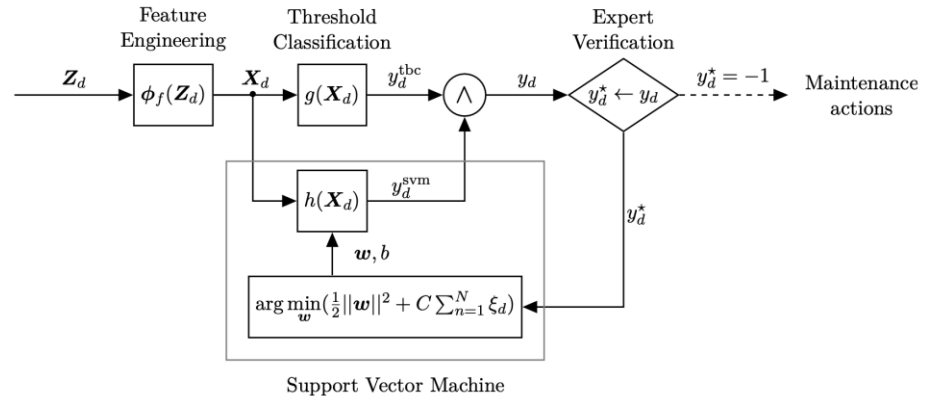 Feature
Engineering
Threshold
Classification
Expert
Verification
Z_d
ϕ_f(Z_d)
X_d
g(X_d)
y_d^tbc
∧
y_d
y_d^⋆ ← y_d
y_d^⋆ = −1
Maintenance
actions
h(X_d)
y_d^svm
y_d^⋆
w, b
arg min_w(½||w||² + C ∑_{n=1}^N ξ_d)
Support Vector Machine